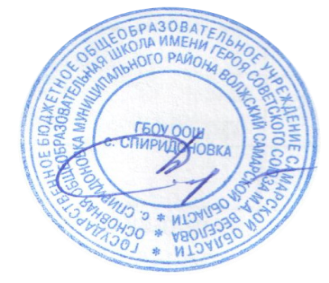 ГОСУДАРСТВЕННОЕ БЮДЖЕТНОЕ ОБЩЕОБРАЗОВАТЕЛЬНОЕ УЧРЕЖДЕНИЕ САМАРСКОЙ ОБЛАСТИ *
ОСНОВНАЯ ОБЩЕОБРАЗОВАТЕЛЬНАЯ ШКОЛА ИМЕНИ ГЕРОЯ СОВЕТСКОГО СОЮЗА М.А. ВЕСЕЛОВА *
с. СПИРИДОНОВКА МУНИЦИПАЛЬНОГО РАЙОНА ВОЛЖСКИЙ САМАРСКОЙ ОБЛАСТИ *
ГБОУ ООШ
с. СПИРИДОНОВКА